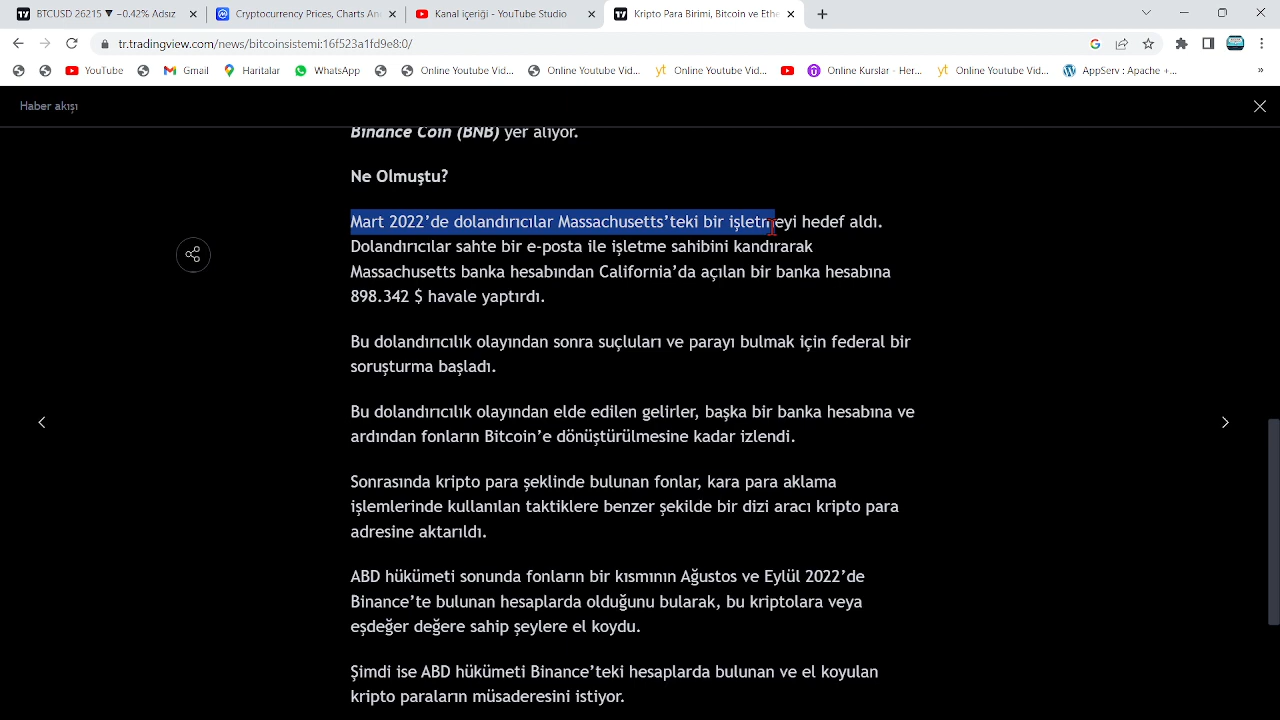 BTCUSD 26215 ▼ −0.42% Adsız
Cryptocurrency Prices, Charts An
Kanal içeriği - YouTube Studio
Kripto Para Birimi, Bitcoin ve Ethe
tr.tradingview.com/news/bitcoinsistemi:16f523a1fd9e8:0/
YouTube
Gmail
Haritalar
WhatsApp
Online Youtube Vid...
Online Youtube Vid...
Online Youtube Vid...
Online Kurslar - Her...
Online Youtube Vid...
AppServ : Apache +...
»
Haber akışı
Binance Coin (BNB) yer alıyor.
Ne Olmuştu?
Mart 2022’de dolandırıcılar Massachusetts’teki bir işletmeyi hedef aldı.
Dolandırıcılar sahte bir e-posta ile işletme sahibini kandırarak
Massachusetts banka hesabından California’da açılan bir banka hesabına
898.342 $ havale yaptırdı.
Bu dolandırıcılık olayından sonra suçluları ve parayı bulmak için federal bir
soruşturma başladı.
Bu dolandırıcılık olayından elde edilen gelirler, başka bir banka hesabına ve
ardından fonların Bitcoin’e dönüştürülmesine kadar izlendi.
Sonrasında kripto para şeklinde bulunan fonlar, kara para aklama
işlemlerinde kullanılan taktiklere benzer şekilde bir dizi aracı kripto para
adresine aktarıldı.
ABD hükümeti sonunda fonların bir kısmının Ağustos ve Eylül 2022’de
Binance’te bulunan hesaplarda olduğunu bularak, bu kriptolara veya
eşdeğer değere sahip şeylere el koydu.
Şimdi ise ABD hükümeti Binance’teki hesaplarda bulunan ve el koyulan
kripto paraların müsaderesini istiyor.